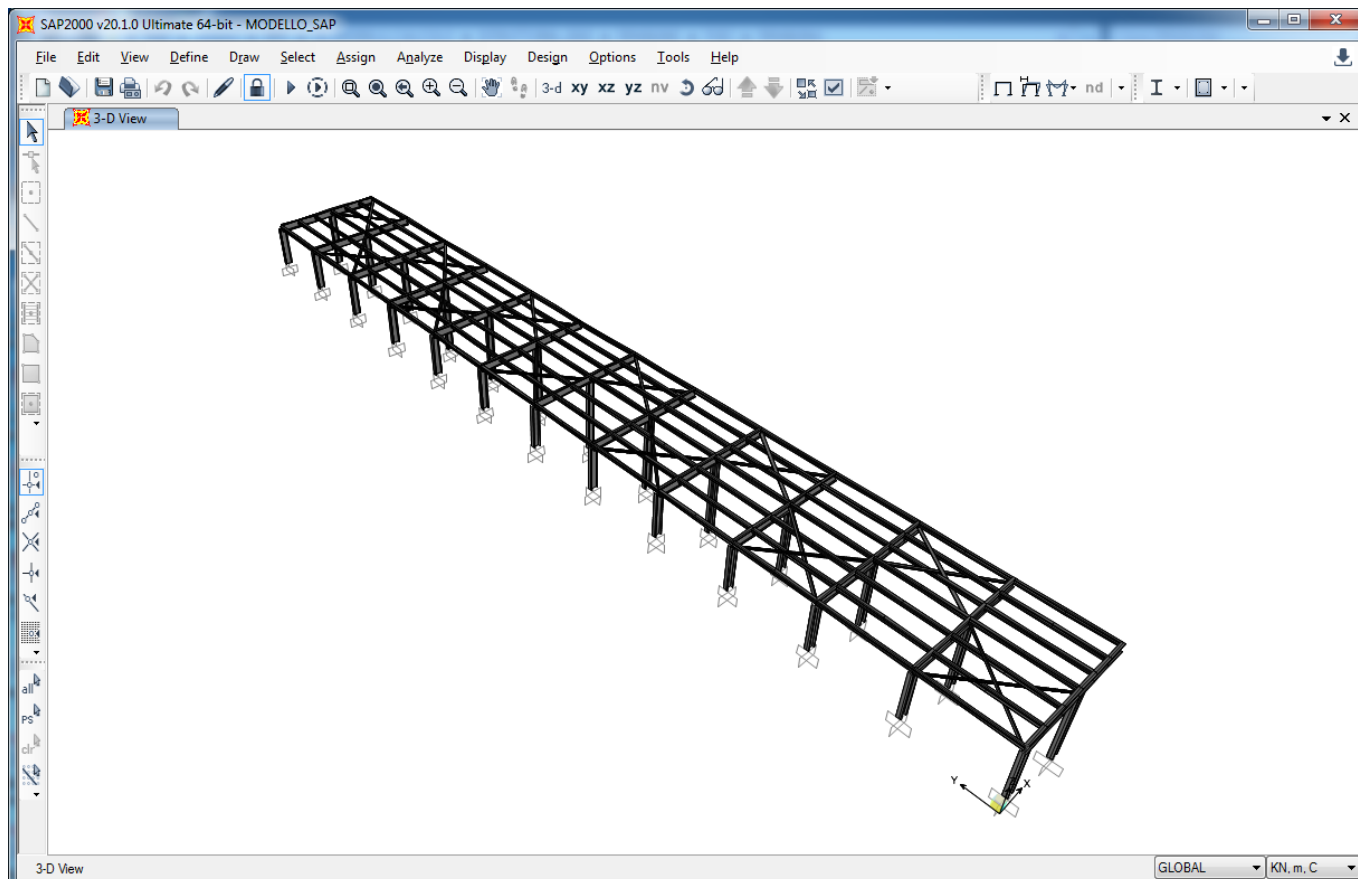 SAP2000 v20.1.0 Ultimate 64-bit - MODELLO_SAP
File Edit View Define Draw Select Assign Analyze Display Design Options Tools Help
3-d xy xz yz nv nd
3-D View
all
PS
clr
Y X
3-D View GLOBAL KN, m, C